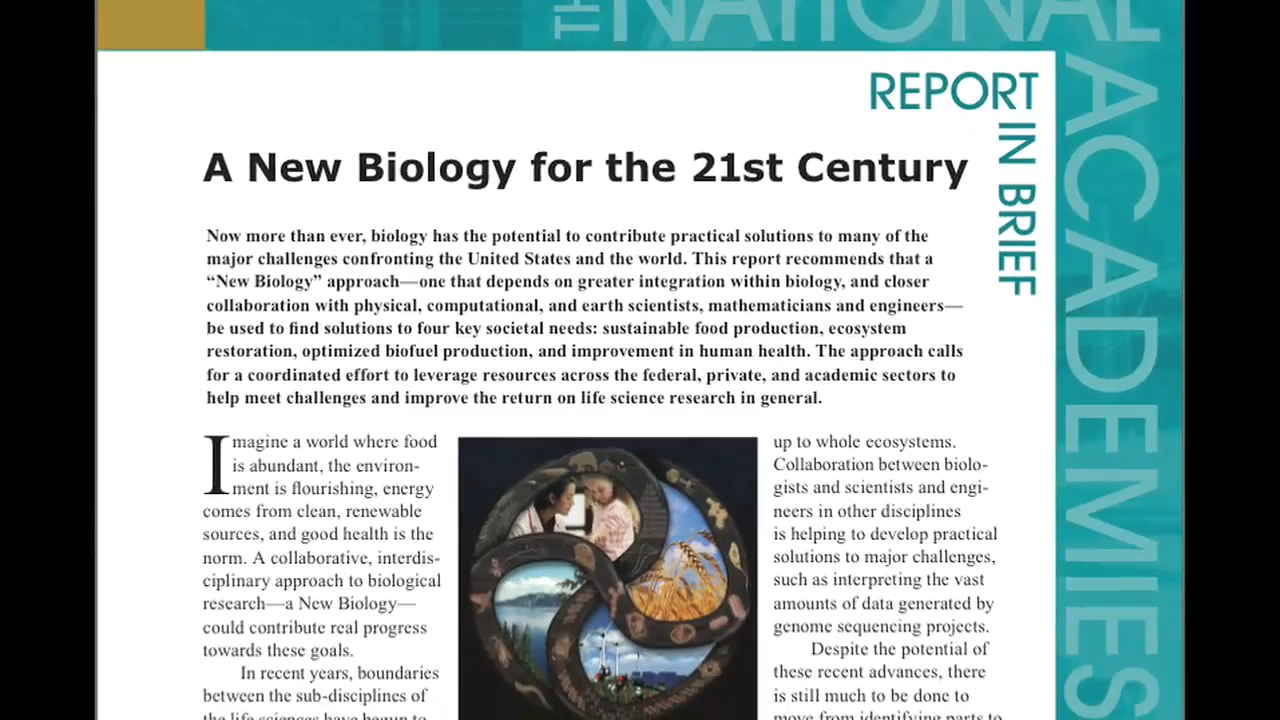 THE NATIONAL ACADEMIES
REPORT
IN BRIEF
A New Biology for the 21st Century
Now more than ever, biology has the potential to contribute practical solutions to many of the
major challenges confronting the United States and the world. This report recommends that a
“New Biology” approach—one that depends on greater integration within biology, and closer
collaboration with physical, computational, and earth scientists, mathematicians and engineers—
be used to find solutions to four key societal needs: sustainable food production, ecosystem
restoration, optimized biofuel production, and improvement in human health. The approach calls
for a coordinated effort to leverage resources across the federal, private, and academic sectors to
help meet challenges and improve the return on life science research in general.
Imagine a world where food
is abundant, the environ-
ment is flourishing, energy
comes from clean, renewable
sources, and good health is the
norm. A collaborative, interdis-
ciplinary approach to biological
research—a New Biology—
could contribute real progress
towards these goals.
In recent years, boundaries
between the sub-disciplines of
the life sciences have begun to
up to whole ecosystems.
Collaboration between biolo-
gists and scientists and engi-
neers in other disciplines
is helping to develop practical
solutions to major challenges,
such as interpreting the vast
amounts of data generated by
genome sequencing projects.
Despite the potential of
these recent advances, there
is still much to be done to
move from identifying parts to